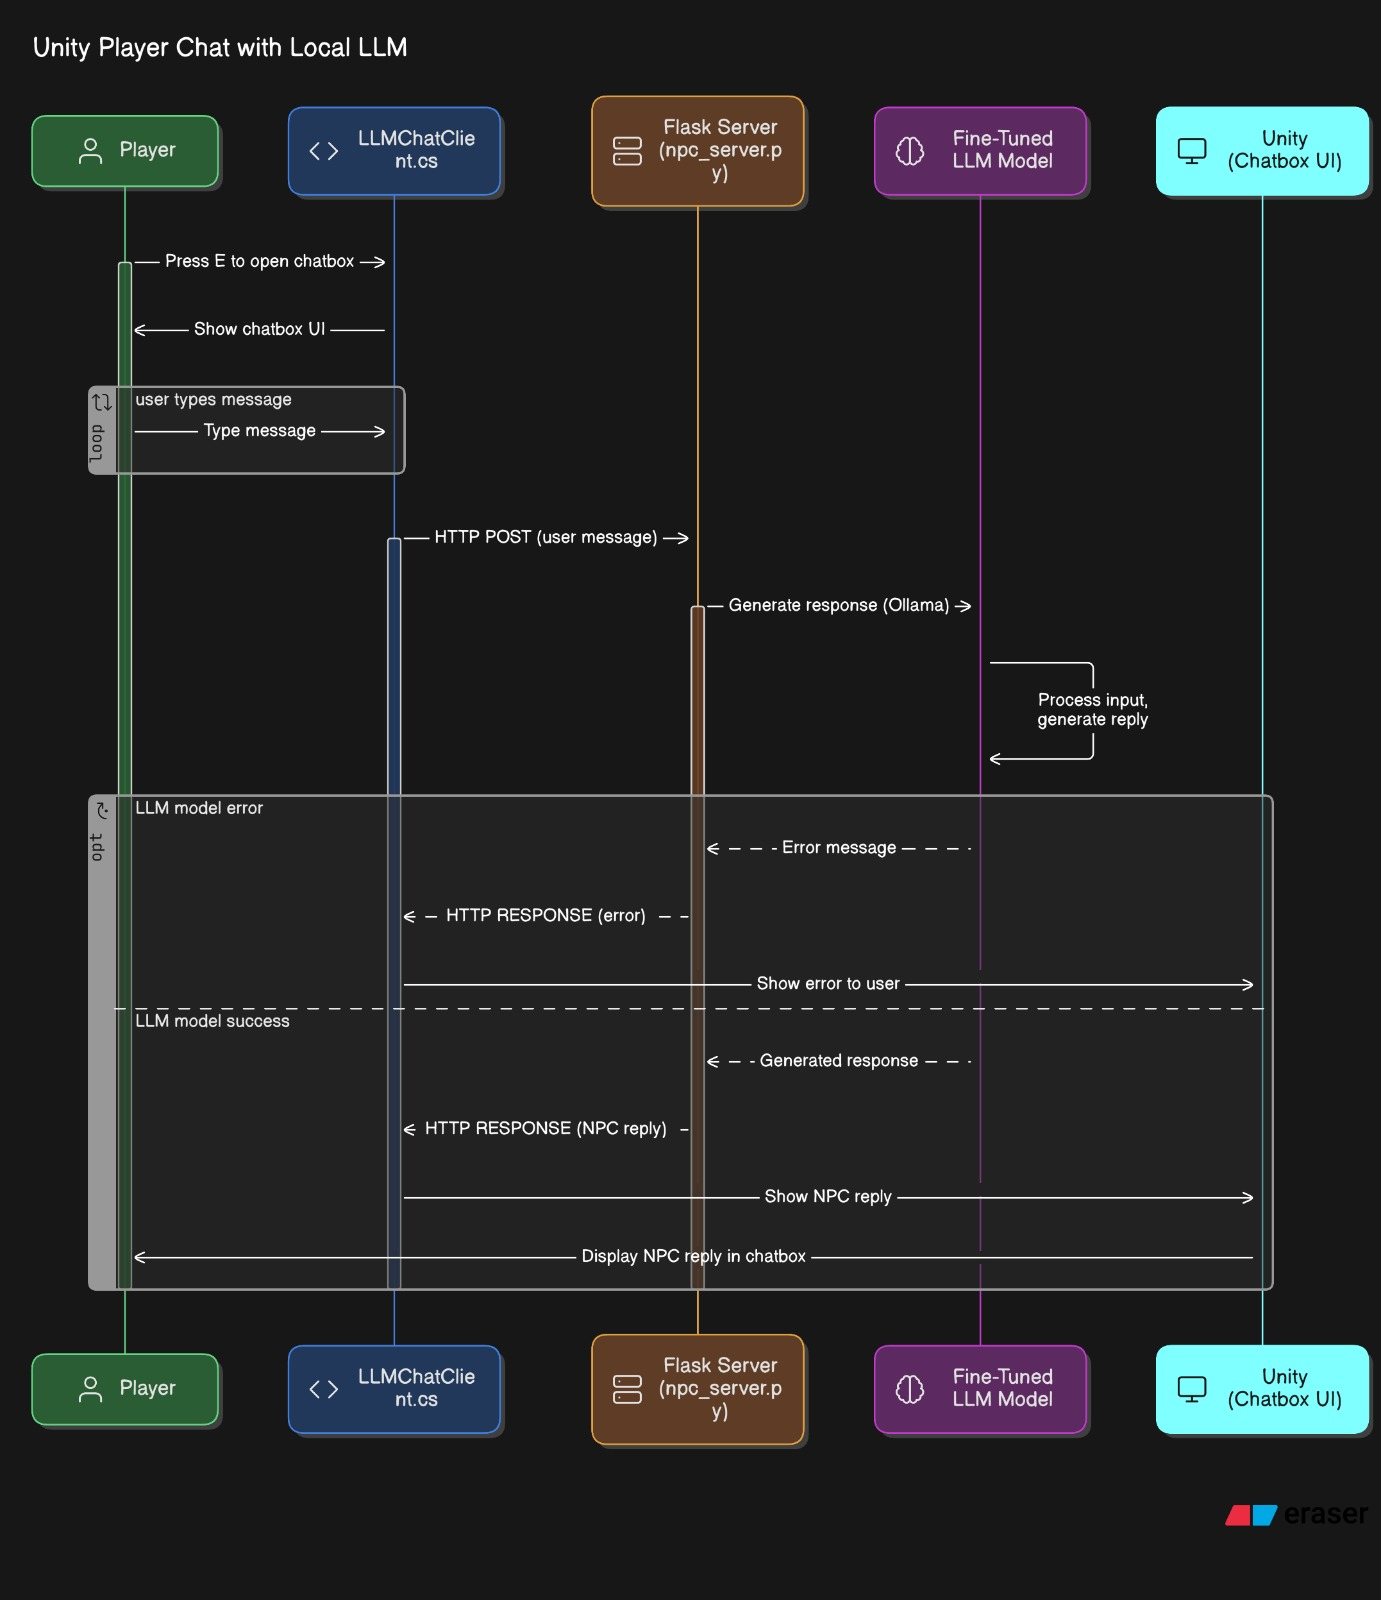 Unity Player Chat with Local LLM
Player
LLMChatClie
nt.cs
Flask Server
(npc_server.p
y)
Fine-Tuned
LLM Model
Unity
(Chatbox UI)
Press E to open chatbox
Show chatbox UI
loop
user types message
Type message
HTTP POST (user message)
Generate response (Ollama)
Process input,
generate reply
opt
LLM model error
Error message
HTTP RESPONSE (error)
Show error to user
LLM model success
Generated response
HTTP RESPONSE (NPC reply)
Show NPC reply
Display NPC reply in chatbox
Player
LLMChatClie
nt.cs
Flask Server
(npc_server.p
y)
Fine-Tuned
LLM Model
Unity
(Chatbox UI)
eraser